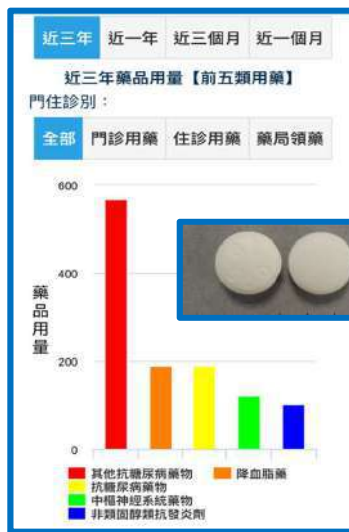 近三年 近一年 近三個月 近一個月
近三年藥品用量【前五類用藥】
門住診別：
全部 門診用藥 住診用藥 藥局領藥
600
400
200
0
藥品用量
其他抗糖尿病藥物 降血脂藥
抗糖尿病藥物
中樞神經系統藥物
非類固醇類抗發炎劑